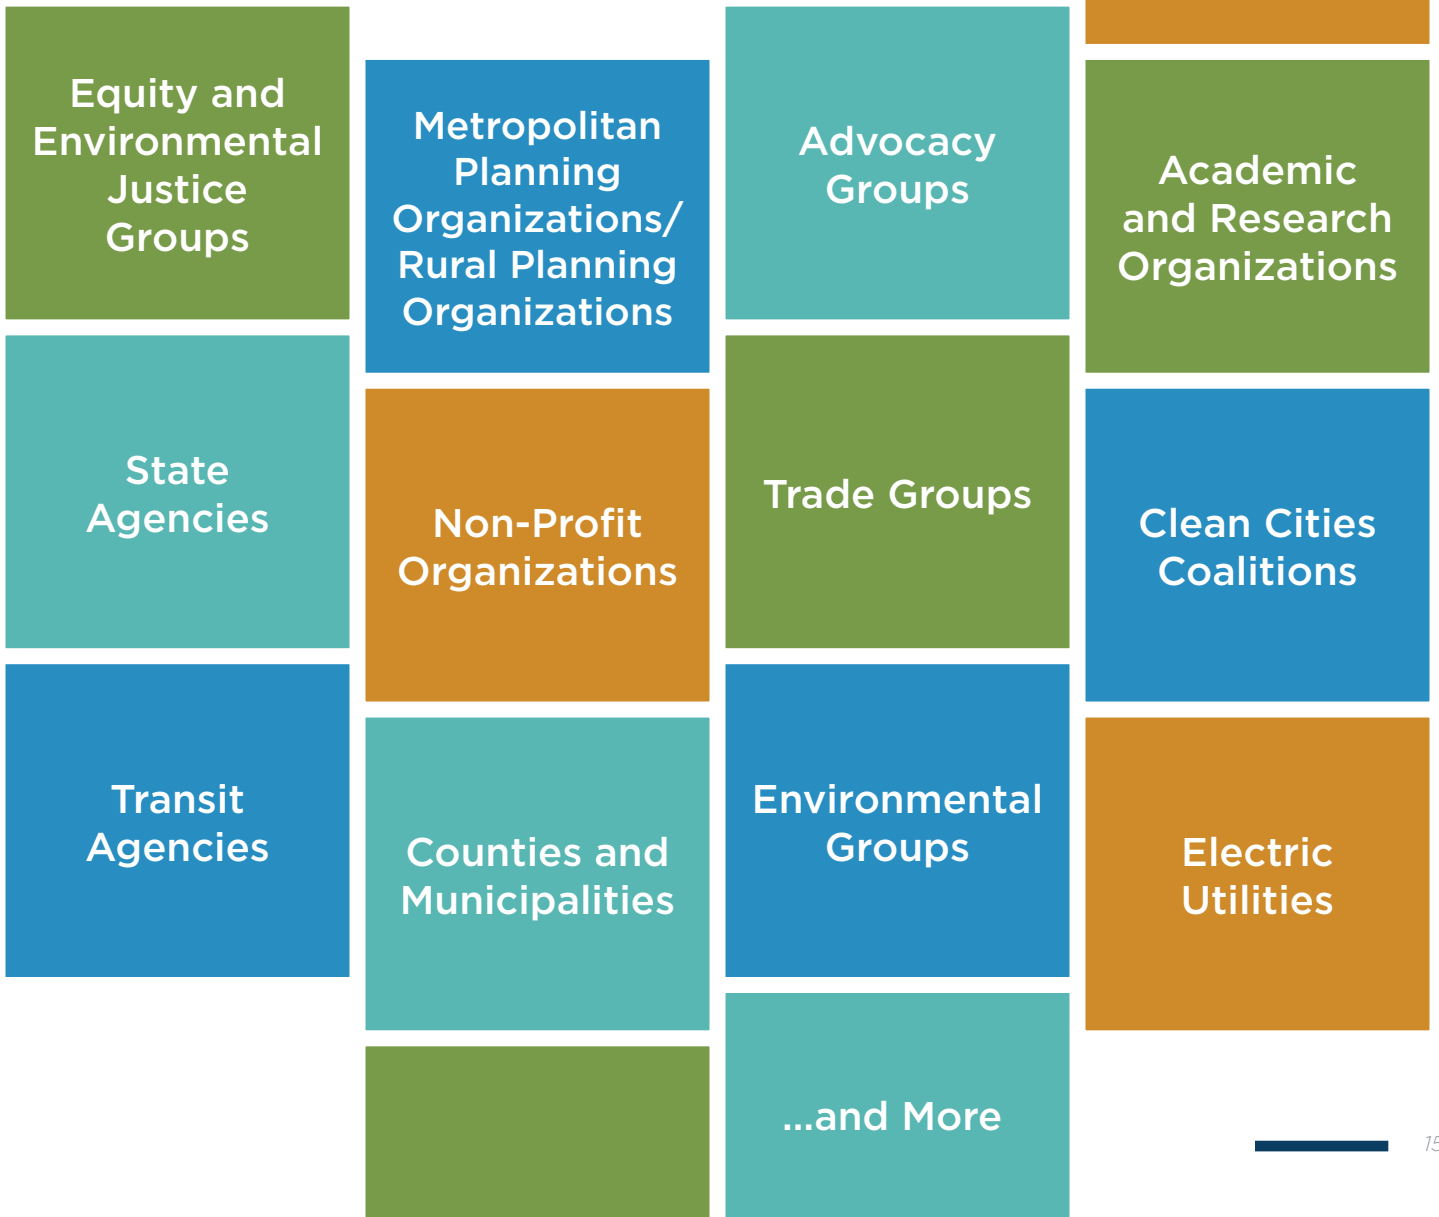 Equity and
Environmental
Justice
Groups
State
Agencies
Transit
Agencies
Metropolitan
Planning
Organizations/
Rural Planning
Organizations
Non-Profit
Organizations
Counties and
Municipalities
Advocacy
Groups
Trade Groups
Environmental
Groups
...and More
Academic
and Research
Organizations
Clean Cities
Coalitions
Electric
Utilities
15